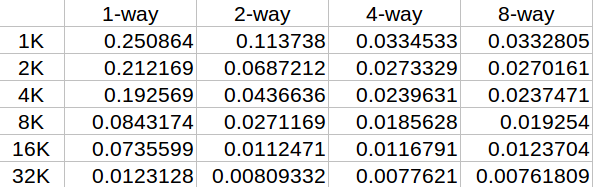 1-way 2-way 4-way 8-way
1K 0.250864 0.113738 0.0334533 0.0332805
2K 0.212169 0.0687212 0.0273329 0.0270161
4K 0.192569 0.0436636 0.0239631 0.0237471
8K 0.0843174 0.0271169 0.0185628 0.019254
16K 0.0735599 0.0112471 0.0116791 0.0123704
32K 0.0123128 0.00809332 0.0077621 0.00761809